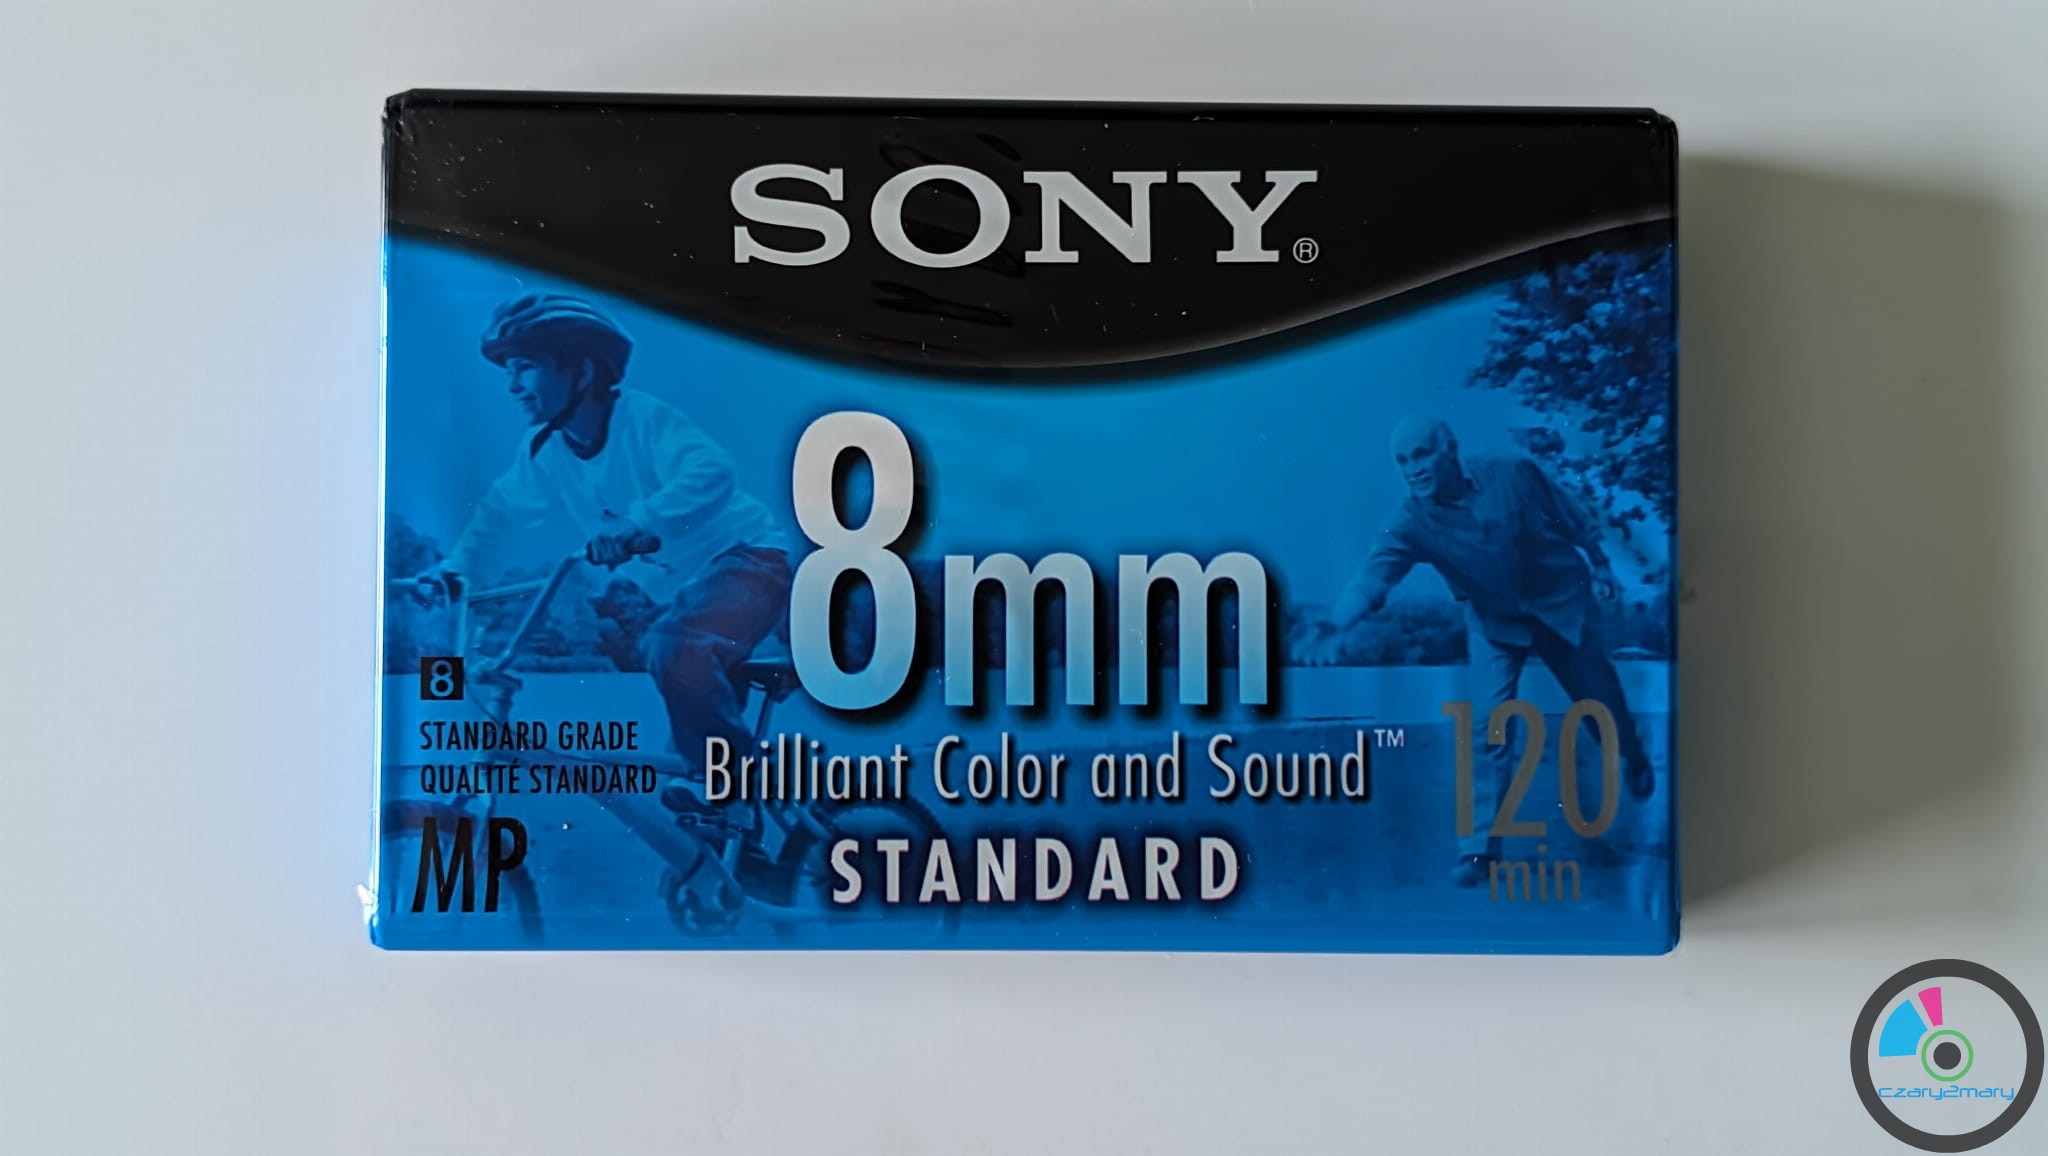 SONY®
8mm
Brilliant Color and Sound™
STANDARD
8
STANDARD GRADE
QUALITÉ STANDARD
MP
120
min
czary2mary